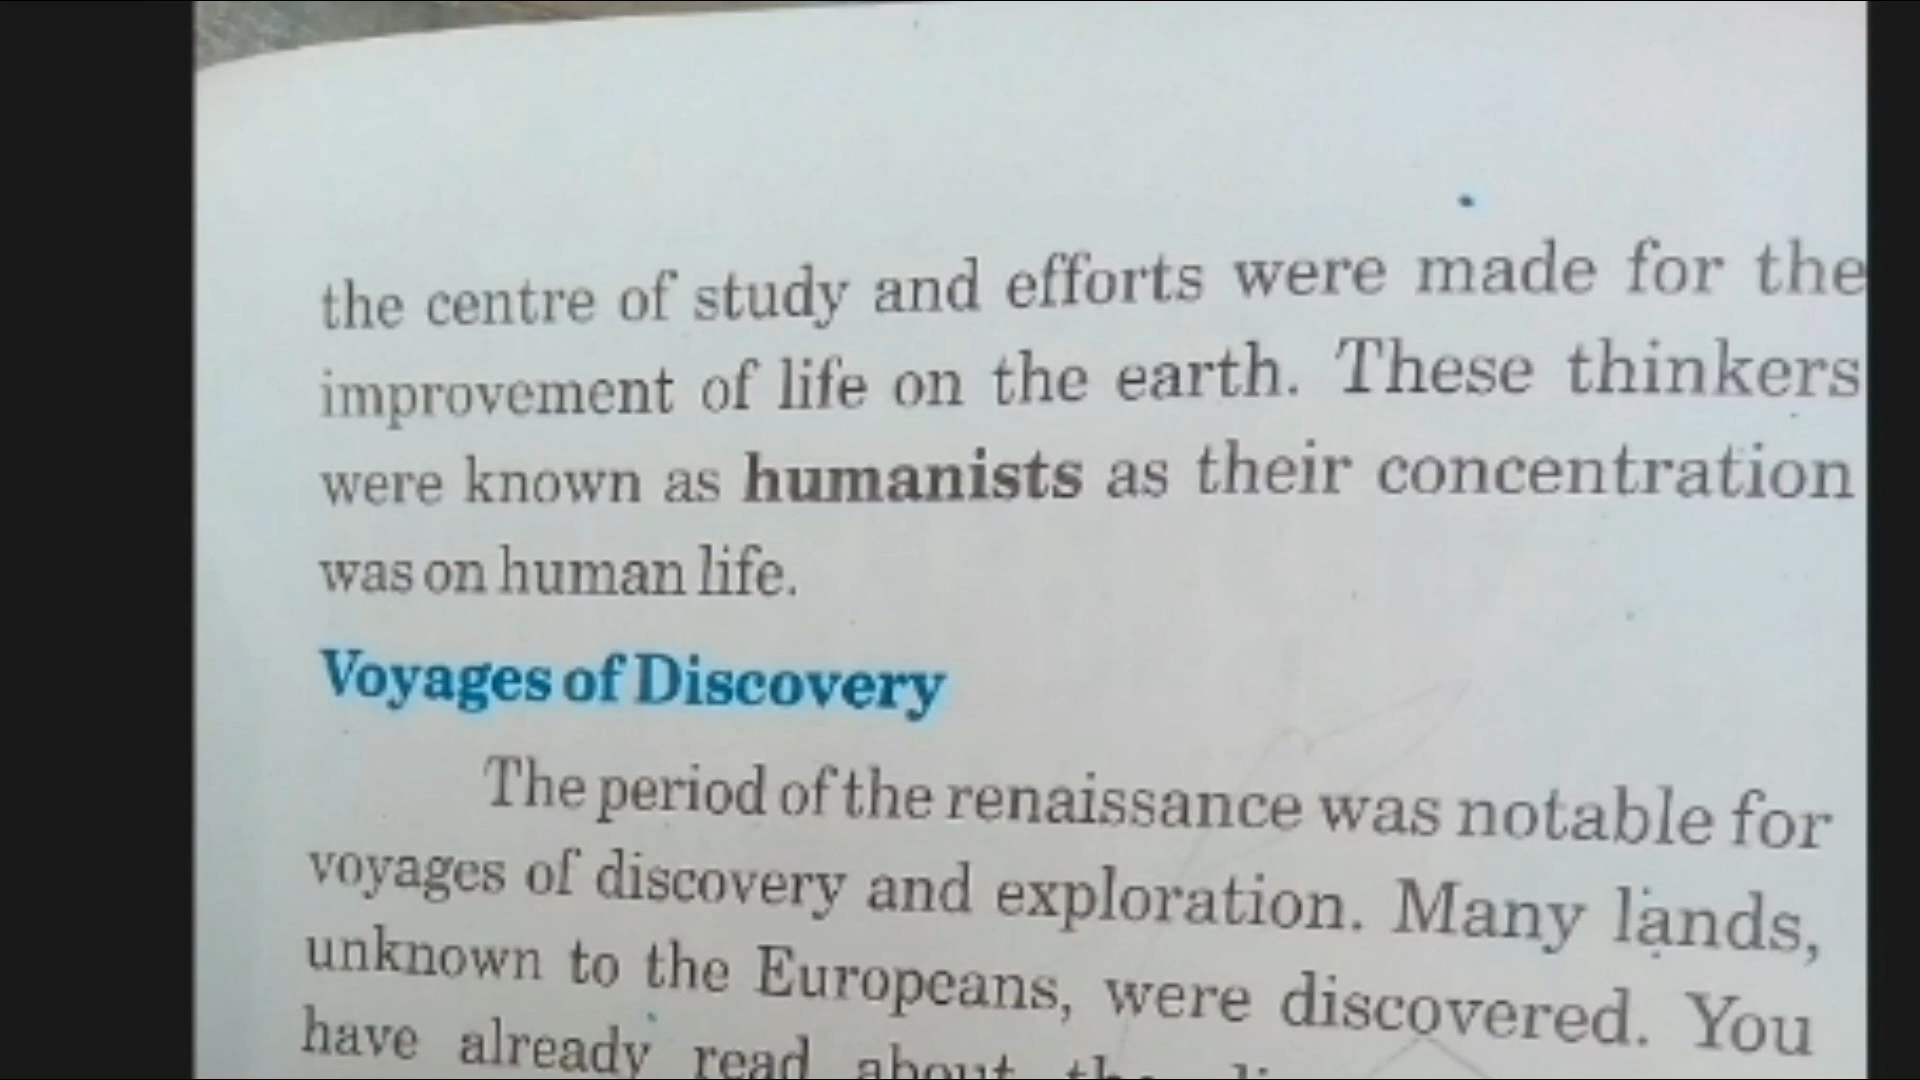 the centre of study and efforts were made for the
improvement of life on the earth. These thinkers
were known as humanists as their concentration
was on human life.
Voyages of Discovery
The period of the renaissance was notable for
voyages of discovery and exploration. Many lands,
unknown to the Europeans, were discovered. You
have already read about